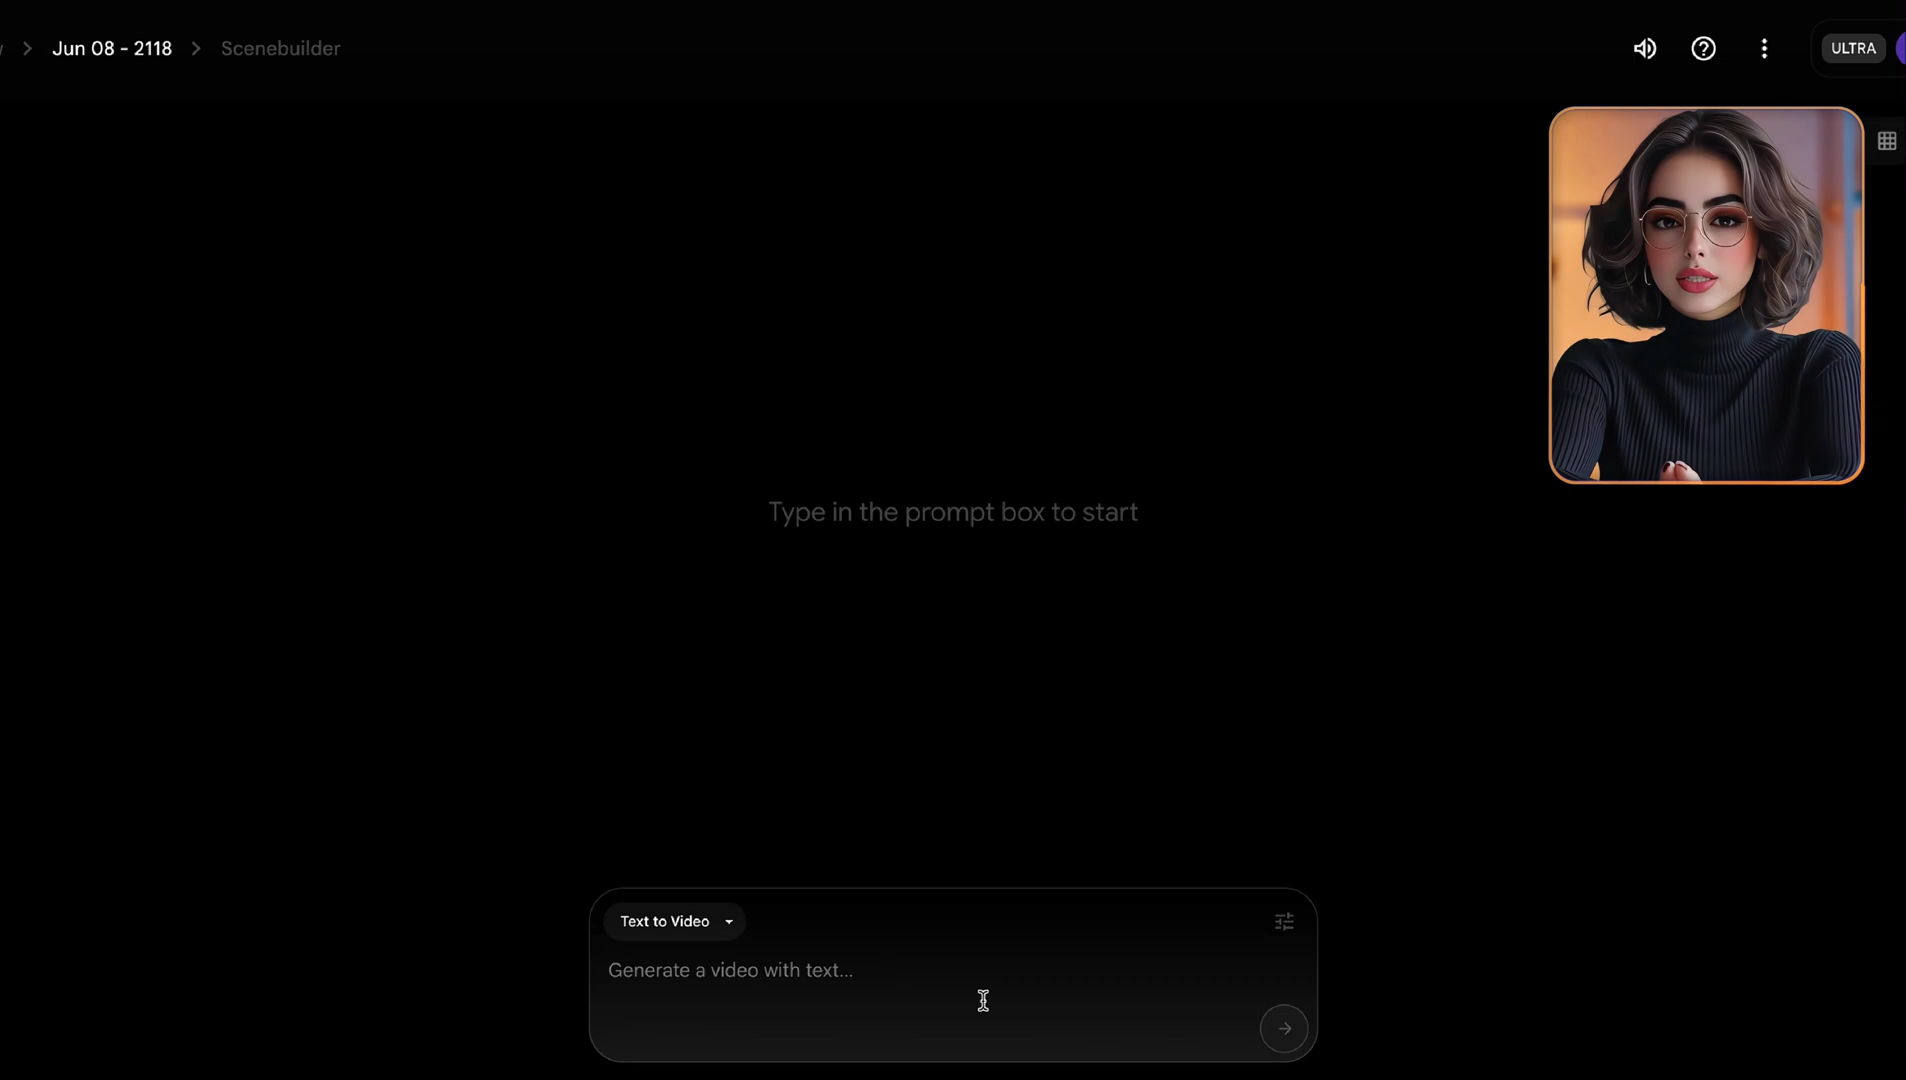 Jun 08 - 2118
Scenebuilder
ULTRA
Type in the prompt box to start
Text to Video
Generate a video with text...